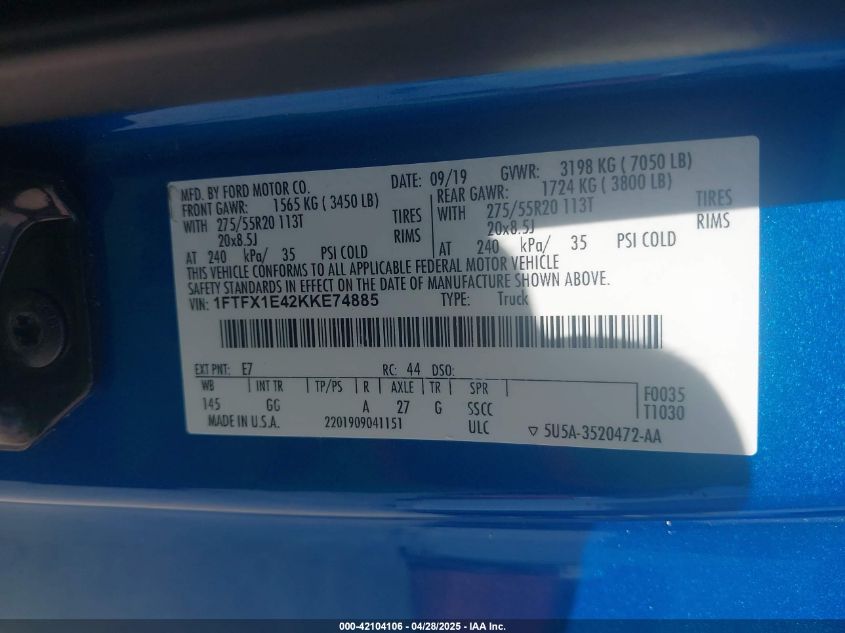 MFD. BY FORD MOTOR CO.
DATE: 09/19 GVWR: 3198 KG ( 7050 LB)
FRONT GAWR: 1565 KG ( 3450 LB)
REAR GAWR: 1724 KG ( 3800 LB)
WITH 275/55R20 113T TIRES
WITH 275/55R20 113T TIRES
20x8.5J RIMS
20x8.5J RIMS
AT 240 kPa/ 35 PSI COLD
AT 240 kPa/ 35 PSI COLD
THIS VEHICLE CONFORMS TO ALL APPLICABLE FEDERAL MOTOR VEHICLE
SAFETY STANDARDS IN EFFECT ON THE DATE OF MANUFACTURE SHOWN ABOVE.
VIN: 1FTFX1E42KKE74885 TYPE: Truck
EXT PNT: E7 RC: 44 DSO:
WB INT TR TP/PS R AXLE TR SPR
F0035
145 GG A 27 G SSCC
T1030
MADE IN U.S.A. 2201909041151 ULC ▽ 5U5A-3520472-AA
000-42104106 - 04/28/2025 - IAA Inc.